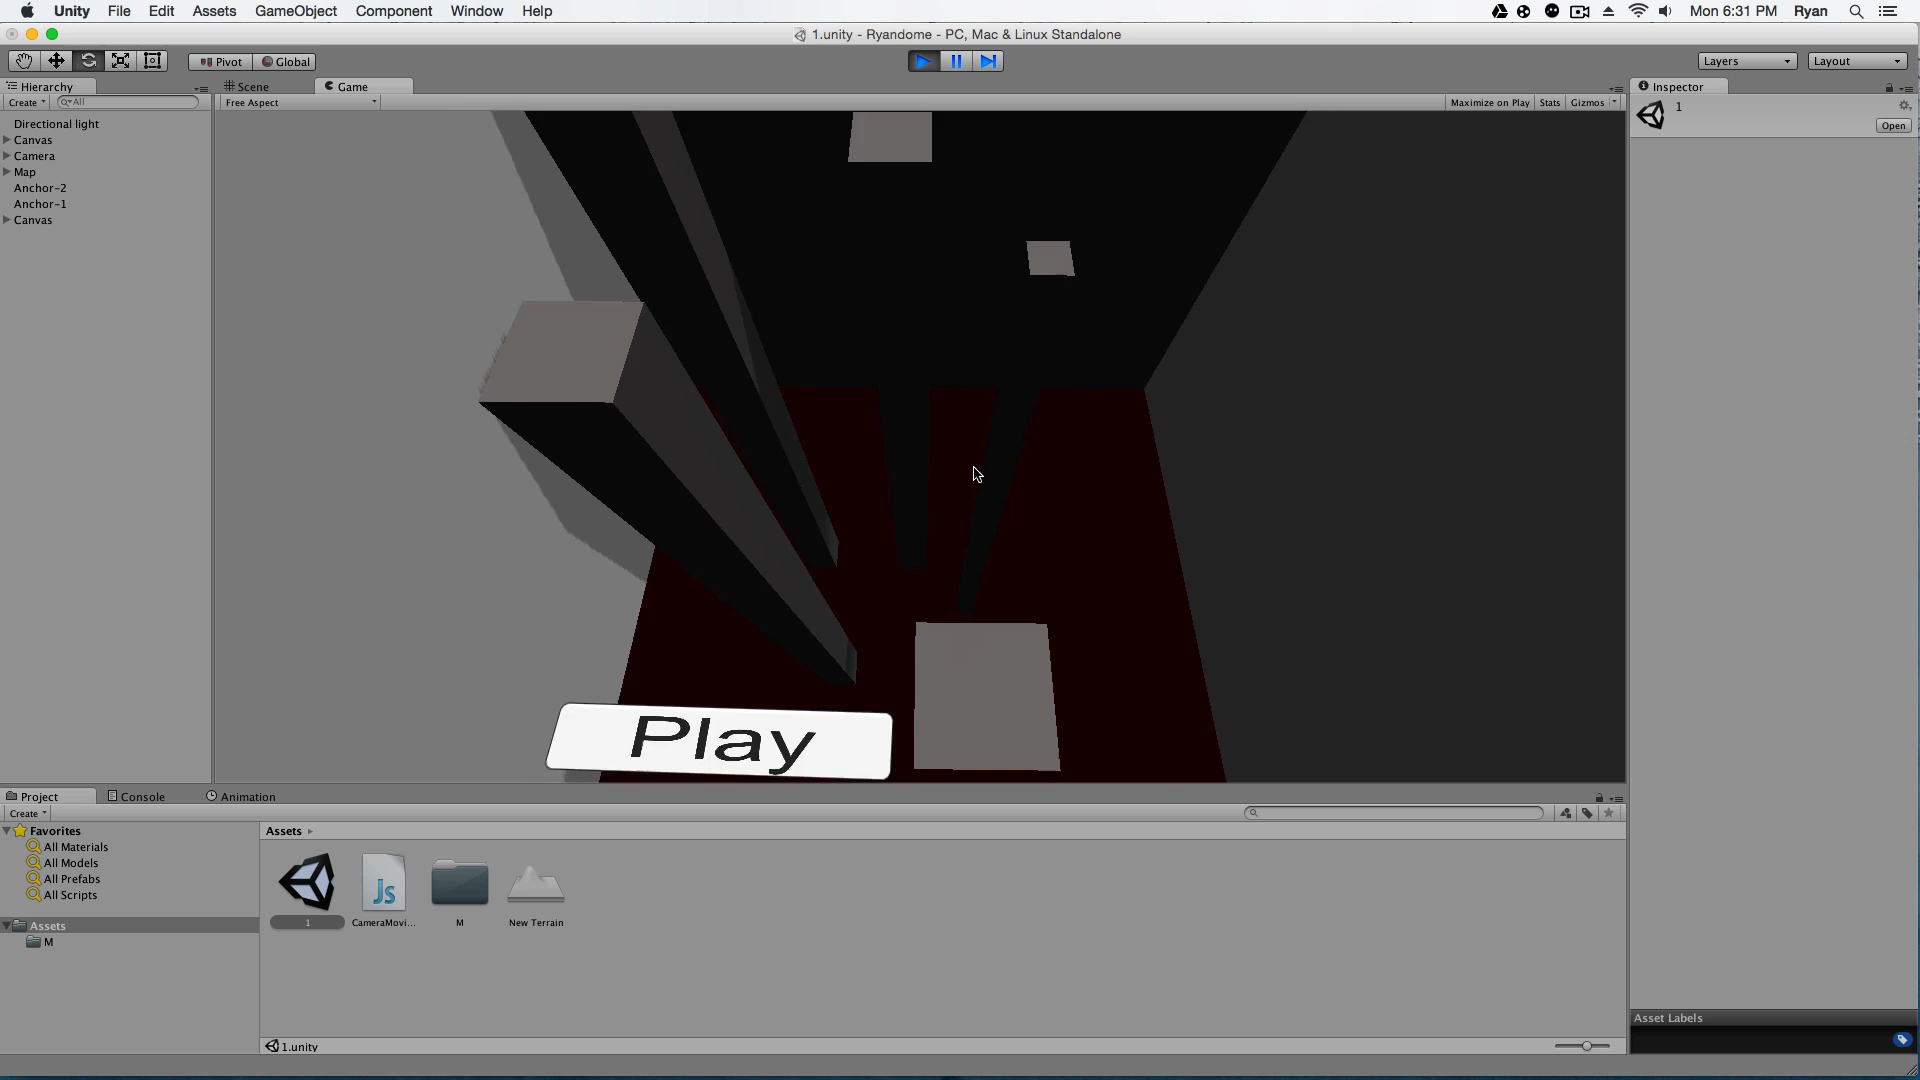 Unity File Edit Assets GameObject Component Window Help Mon 6:31 PM Ryan
1.unity - Ryandome - PC, Mac & Linux Standalone
Pivot Global Layers Layout
Hierarchy Scene Game Inspector
Create All Free Aspect Maximize on Play Stats Gizmos 1
Open
Directional light
Canvas
Camera
Map
Anchor-2
Anchor-1
Canvas
Play
Project Console Animation
Create
Favorites Assets
All Materials
All Models
All Prefabs
All Scripts
Assets
M
1 CameraMovi... M New Terrain
Js
Asset Labels
1.unity